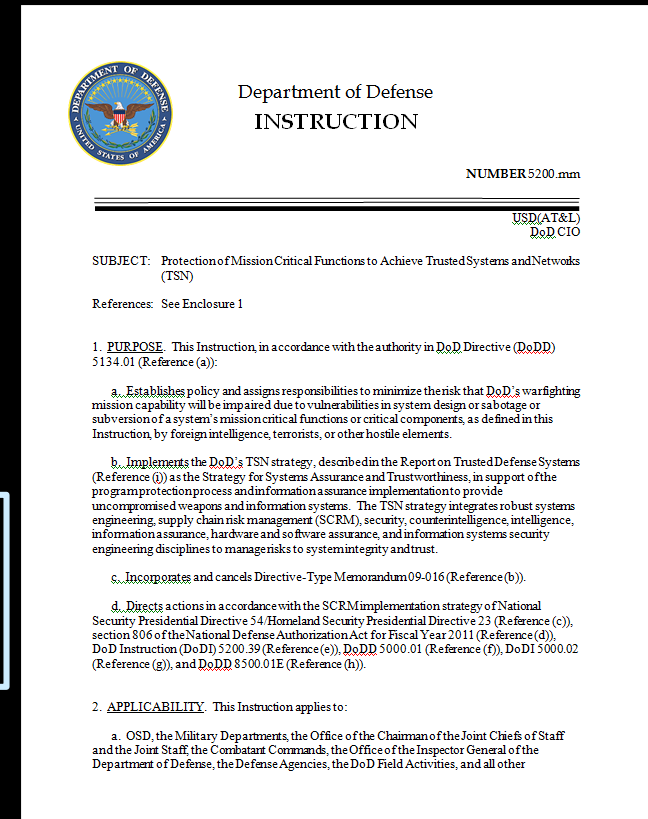 DEPARTMENT OF DEFENSE
UNITED STATES OF AMERICA
Department of Defense
INSTRUCTION
NUMBER 5200.mm
USD(AT&L)
DoD CIO
SUBJECT: Protection of Mission Critical Functions to Achieve Trusted Systems and Networks
(TSN)
References: See Enclosure 1
1. PURPOSE. This Instruction, in accordance with the authority in DoD Directive (DoDD)
5134.01 (Reference (a)):
a. Establishes policy and assigns responsibilities to minimize the risk that DoD's warfighting
mission capability will be impaired due to vulnerabilities in system design or sabotage or
subversion of a system's mission critical functions or critical components, as defined in this
Instruction, by foreign intelligence, terrorists, or other hostile elements.
b. Implements the DoD's TSN strategy, described in the Report on Trusted Defense Systems
(Reference (i)) as the Strategy for Systems Assurance and Trustworthiness, in support of the
program protection process and information assurance implementation to provide
uncompromised weapons and information systems. The TSN strategy integrates robust systems
engineering, supply chain risk management (SCRM), security, counterintelligence, intelligence,
information assurance, hardware and software assurance, and information systems security
engineering disciplines to manage risks to system integrity and trust.
c. Incorporates and cancels Directive-Type Memorandum 09-016 (Reference (b)).
d. Directs actions in accordance with the SCRM implementation strategy of National
Security Presidential Directive 54/Homeland Security Presidential Directive 23 (Reference (c)),
section 806 of the National Defense Authorization Act for Fiscal Year 2011 (Reference (d)),
DoD Instruction (DoDI) 5200.39 (Reference (e)), DoDD 5000.01 (Reference (f)), DoDI 5000.02
(Reference (g)), and DoDD 8500.01E (Reference (h)).
2. APPLICABILITY. This Instruction applies to:
a. OSD, the Military Departments, the Office of the Chairman of the Joint Chiefs of Staff
and the Joint Staff, the Combatant Commands, the Office of the Inspector General of the
Department of Defense, the Defense Agencies, the DoD Field Activities, and all other